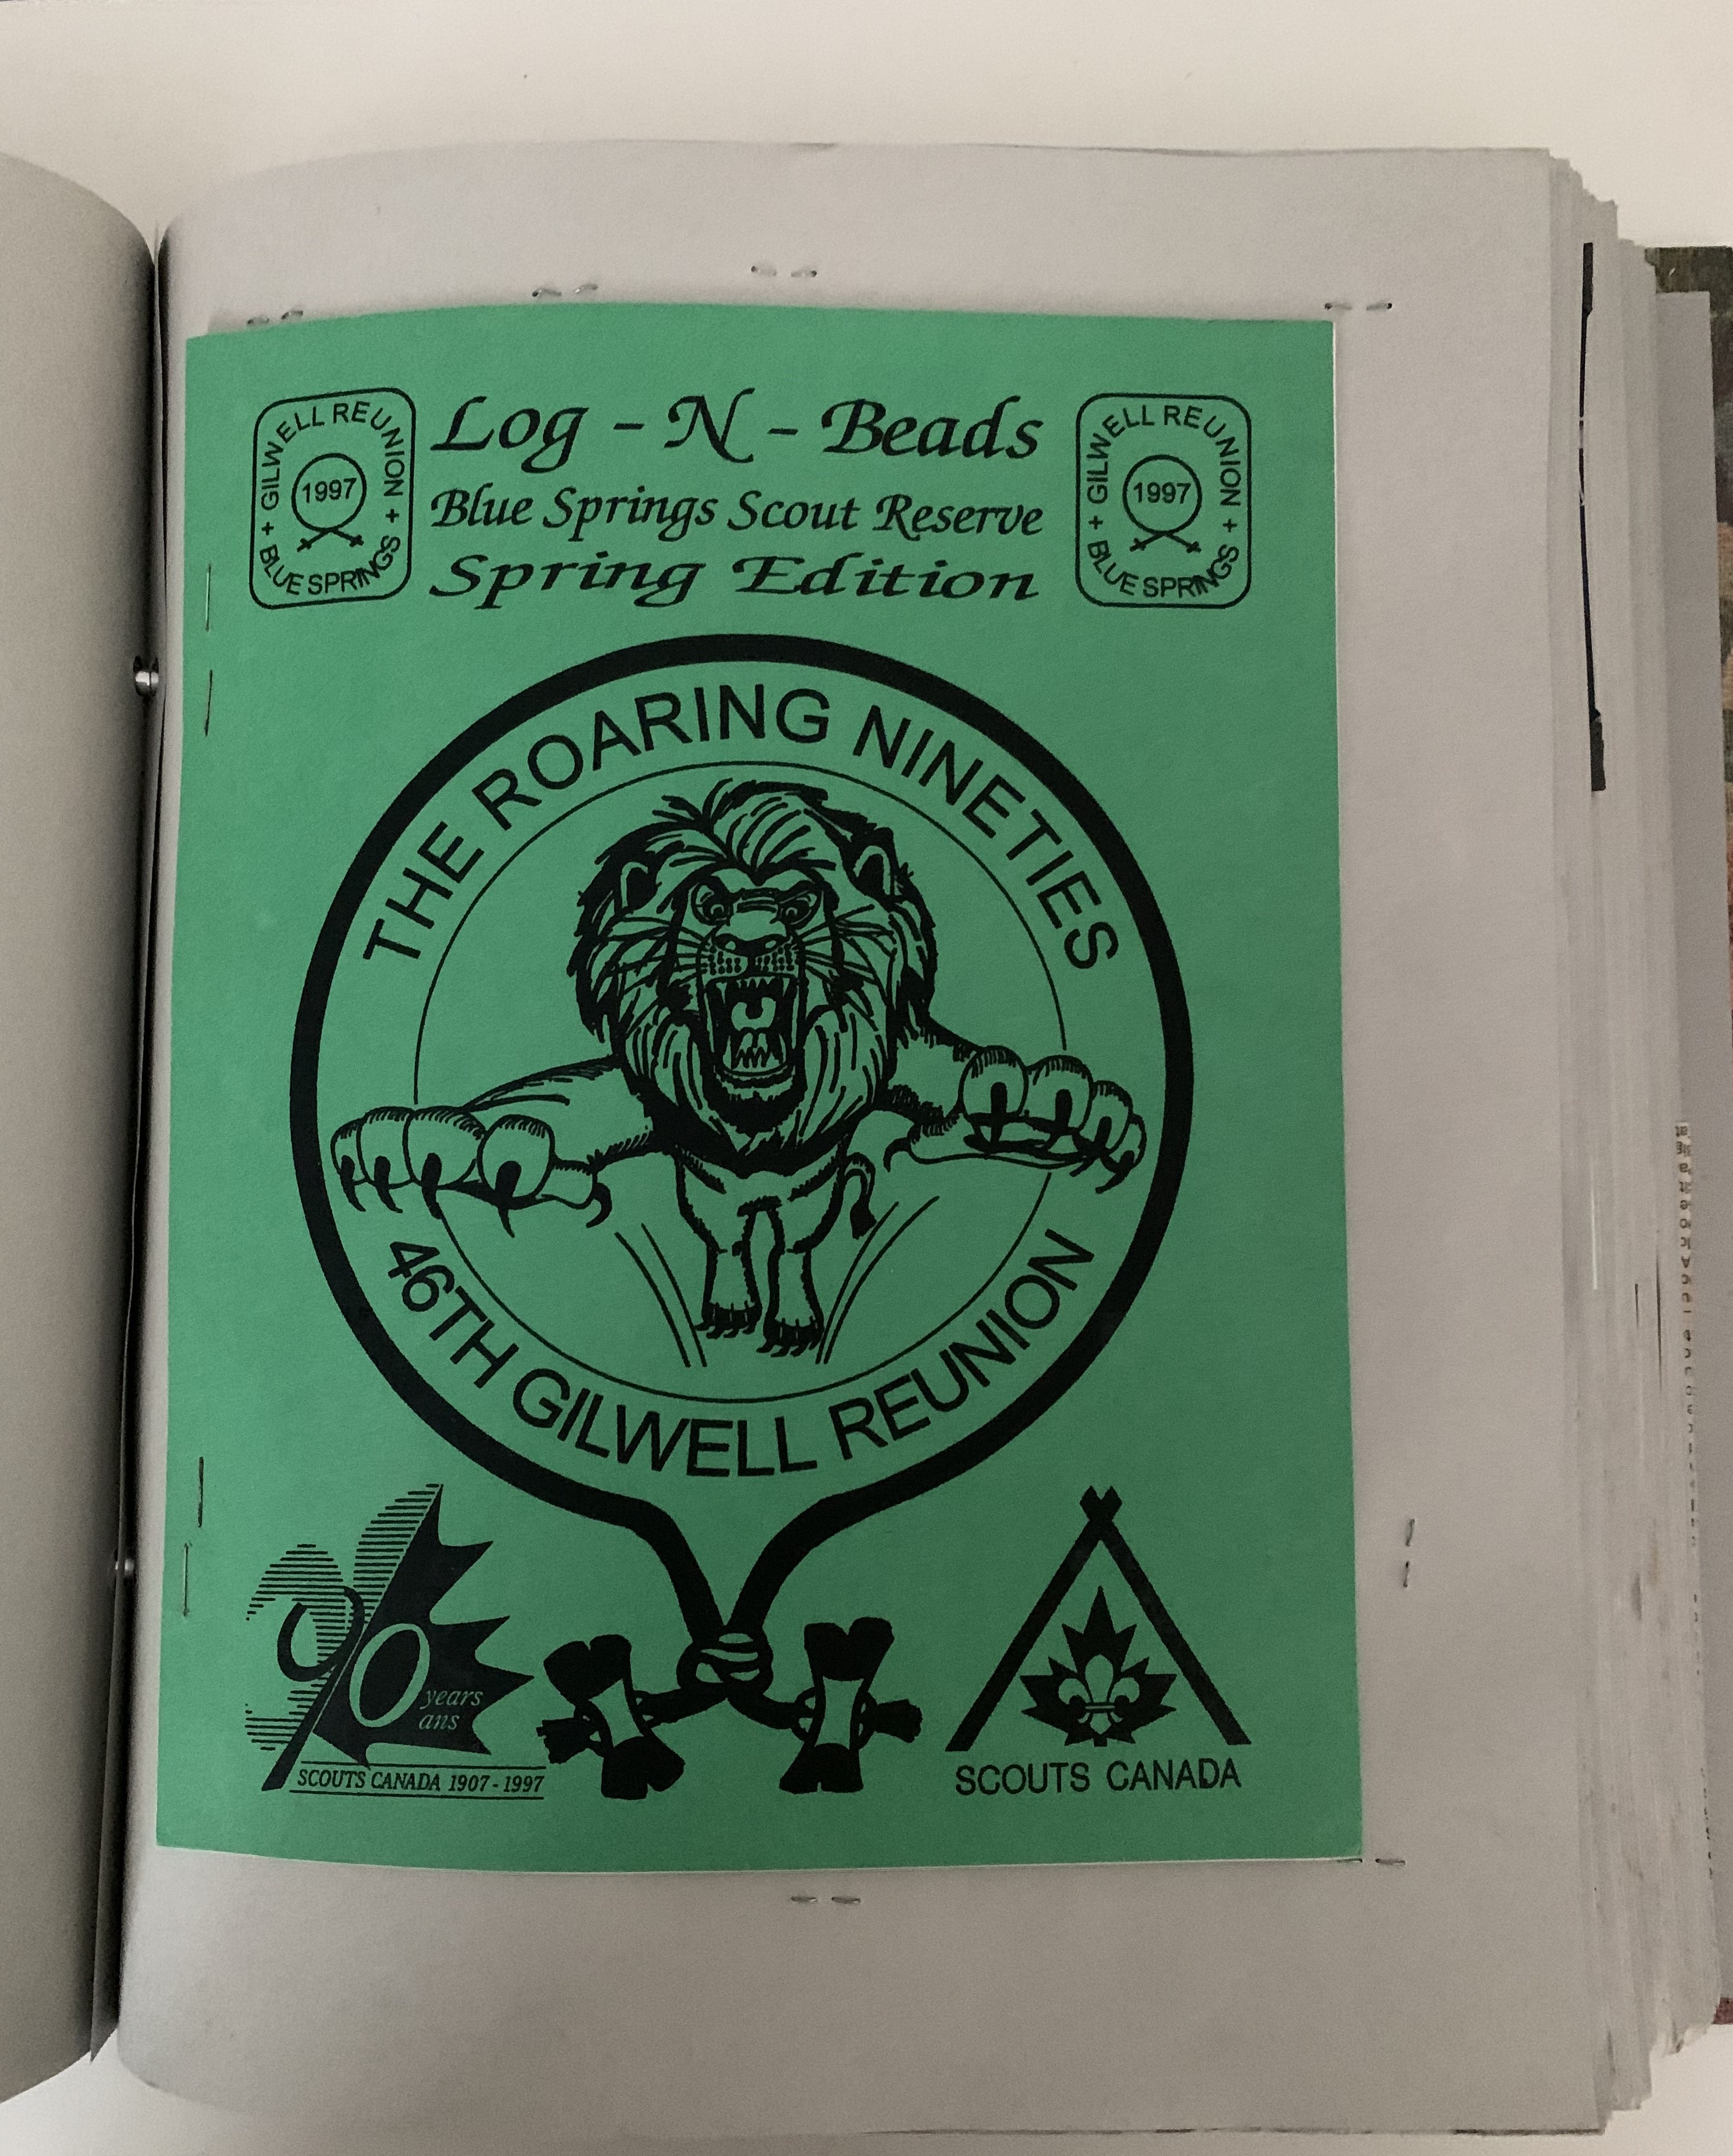 Log - N - Beads
Blue Springs Scout Reserve
Spring Edition
+ GILWELL REUNION +
1997
BLUE SPRINGS
+ GILWELL REUNION +
1997
BLUE SPRINGS
THE ROARING NINETIES
46TH GILWELL REUNION
90
years
ans
SCOUTS CANADA 1907 - 1997
SCOUTS CANADA